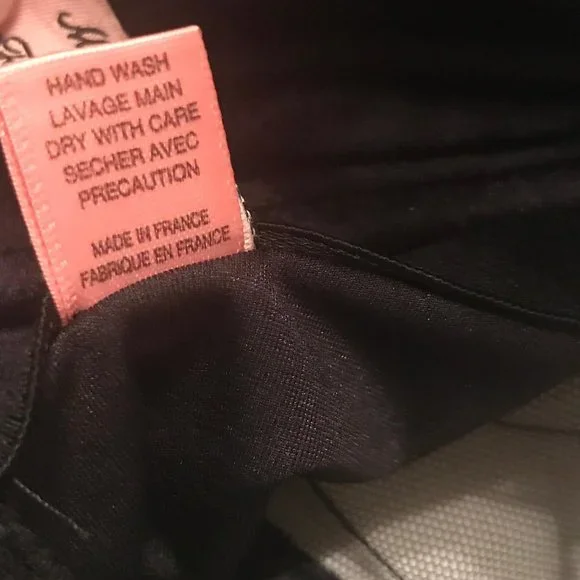 HAND WASH
LAVAGE MAIN
DRY WITH CARE
SECHER AVEC
PRECAUTION
MADE IN FRANCE
FABRIQUE EN FRANCE